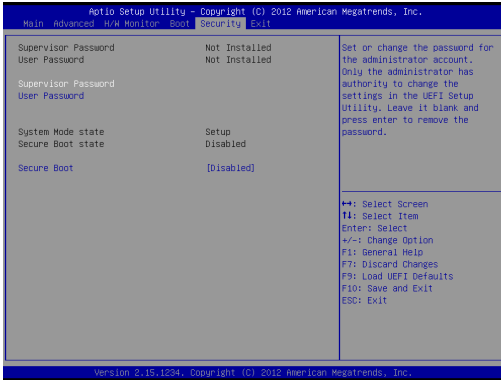 Aptio Setup Utility – Copyright (C) 2012 American Megatrends, Inc.
Main Advanced H/W Monitor Boot Security Exit
Supervisor Password Not Installed
User Password Not Installed
Supervisor Password
User Password
System Mode state Setup
Secure Boot state Disabled
Secure Boot [Disabled]
Set or change the password for
the administrator account.
Only the administrator has
authority to change the
settings in the UEFI Setup
Utility. Leave it blank and
press enter to remove the
password.
↔: Select Screen
↑↓: Select Item
Enter: Select
+/-: Change Option
F1: General Help
F7: Discard Changes
F9: Load UEFI Defaults
F10: Save and Exit
ESC: Exit
Version 2.15.1234. Copyright (C) 2012 American Megatrends, Inc.